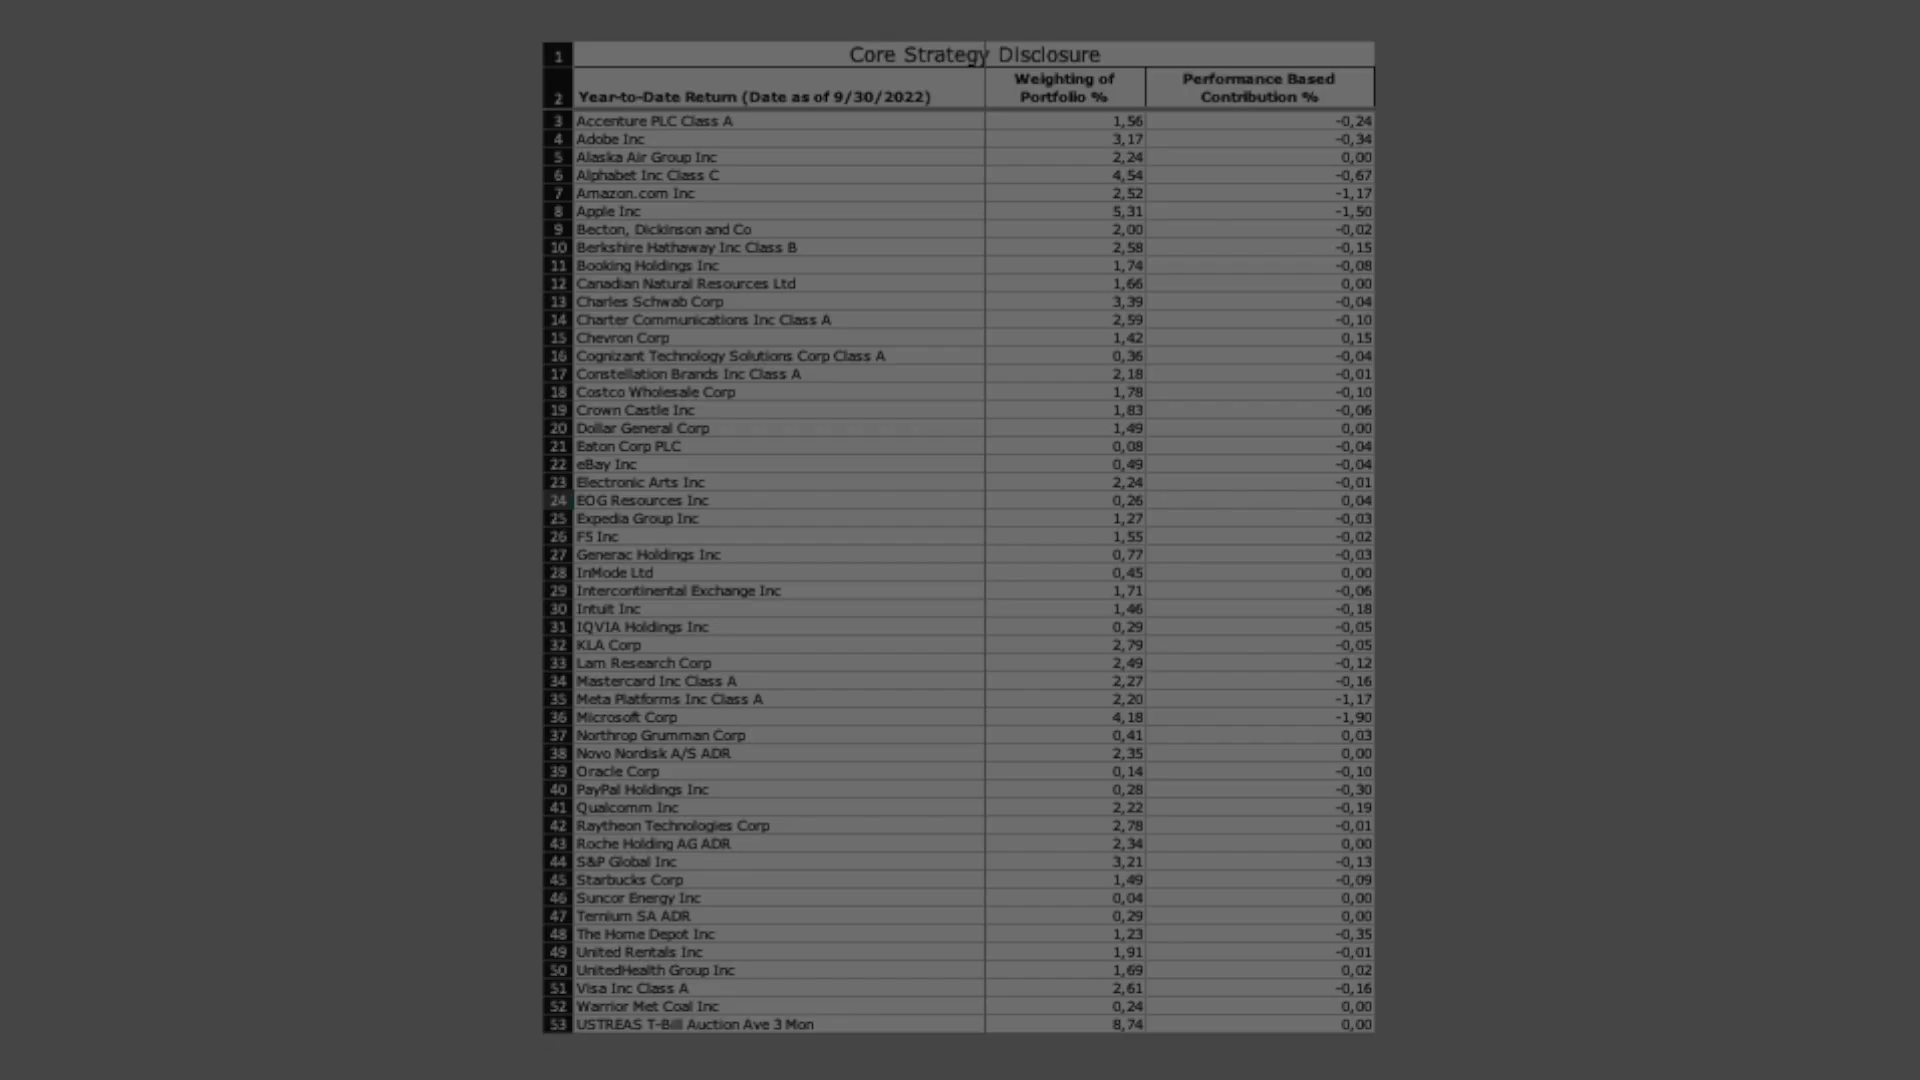 1 Core Strategy Disclosure
2 Year-to-Date Return (Date as of 9/30/2022) Weighting of Portfolio % Performance Based Contribution %
3 Accenture PLC Class A 1,56 -0,24
4 Adobe Inc 3,17 -0,34
5 Alaska Air Group Inc 2,24 0,00
6 Alphabet Inc Class C 4,54 -0,67
7 Amazon.com Inc 2,52 -1,17
8 Apple Inc 5,31 -1,50
9 Becton, Dickinson and Co 2,00 -0,02
10 Berkshire Hathaway Inc Class B 2,58 -0,15
11 Booking Holdings Inc 1,74 -0,08
12 Canadian Natural Resources Ltd 1,66 0,00
13 Charles Schwab Corp 3,39 -0,04
14 Charter Communications Inc Class A 2,59 -0,10
15 Chevron Corp 1,42 0,15
16 Cognizant Technology Solutions Corp Class A 0,36 -0,04
17 Constellation Brands Inc Class A 2,18 -0,01
18 Costco Wholesale Corp 1,78 -0,10
19 Crown Castle Inc 1,83 -0,06
20 Dollar General Corp 1,49 0,00
21 Eaton Corp PLC 0,08 -0,04
22 eBay Inc 0,49 -0,04
23 Electronic Arts Inc 2,24 -0,01
24 EOG Resources Inc 0,26 0,04
25 Expedia Group Inc 1,27 -0,03
26 F5 Inc 1,55 -0,02
27 Generac Holdings Inc 0,77 -0,03
28 InMode Ltd 0,45 0,00
29 Intercontinental Exchange Inc 1,71 -0,06
30 Intuit Inc 1,46 -0,18
31 IQVIA Holdings Inc 0,29 -0,05
32 KLA Corp 2,79 -0,05
33 Lam Research Corp 2,49 -0,12
34 Mastercard Inc Class A 2,27 -0,16
35 Meta Platforms Inc Class A 2,20 -1,17
36 Microsoft Corp 4,18 -1,90
37 Northrop Grumman Corp 0,41 0,03
38 Novo Nordisk A/S ADR 2,35 0,00
39 Oracle Corp 0,14 -0,10
40 PayPal Holdings Inc 0,28 -0,30
41 Qualcomm Inc 2,22 -0,19
42 Raytheon Technologies Corp 2,78 -0,01
43 Roche Holding AG ADR 2,34 0,00
44 S&P Global Inc 3,21 -0,13
45 Starbucks Corp 1,49 -0,09
46 Suncor Energy Inc 0,04 0,00
47 Ternium SA ADR 0,29 0,00
48 The Home Depot Inc 1,23 -0,35
49 United Rentals Inc 1,91 -0,01
50 UnitedHealth Group Inc 1,69 0,02
51 Visa Inc Class A 2,61 -0,16
52 Warrior Met Coal Inc 0,24 0,00
53 USTREAS T-Bill Auction Ave 3 Mon 8,74 0,00